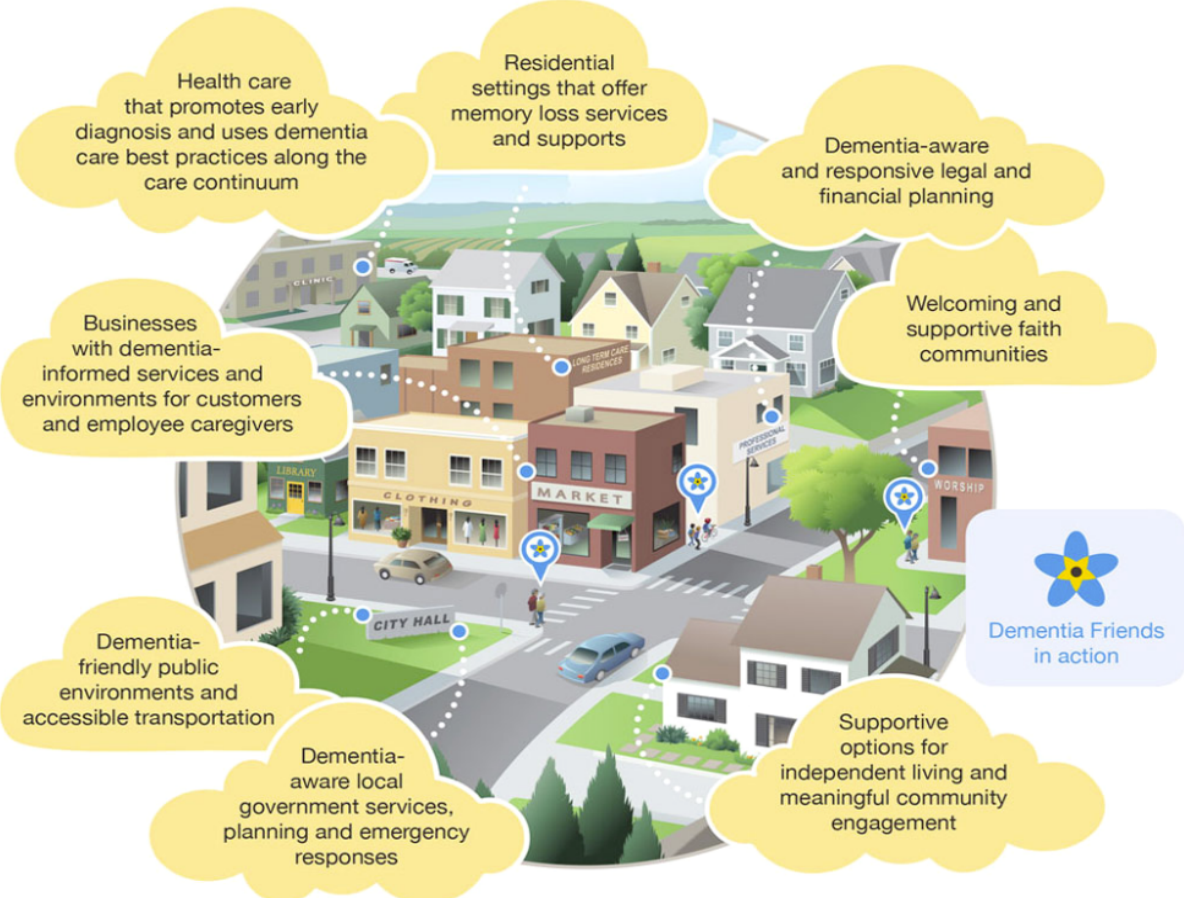 Health care
that promotes early
diagnosis and uses dementia
care best practices along the
care continuum
Residential
settings that offer
memory loss services
and supports
Dementia-aware
and responsive legal and
financial planning
Welcoming and
supportive faith
communities
Businesses
with dementia-
informed services and
environments for customers
and employee caregivers
CLINIC
LONG TERM CARE
RESIDENCES
PROFESSIONAL
SERVICES
LIBRARY
CLOTHING
MARKET
WORSHIP
CITY HALL
Dementia Friends
in action
Dementia-
friendly public
environments and
accessible transportation
Dementia-
aware local
government services,
planning and emergency
responses
Supportive
options for
independent living and
meaningful community
engagement